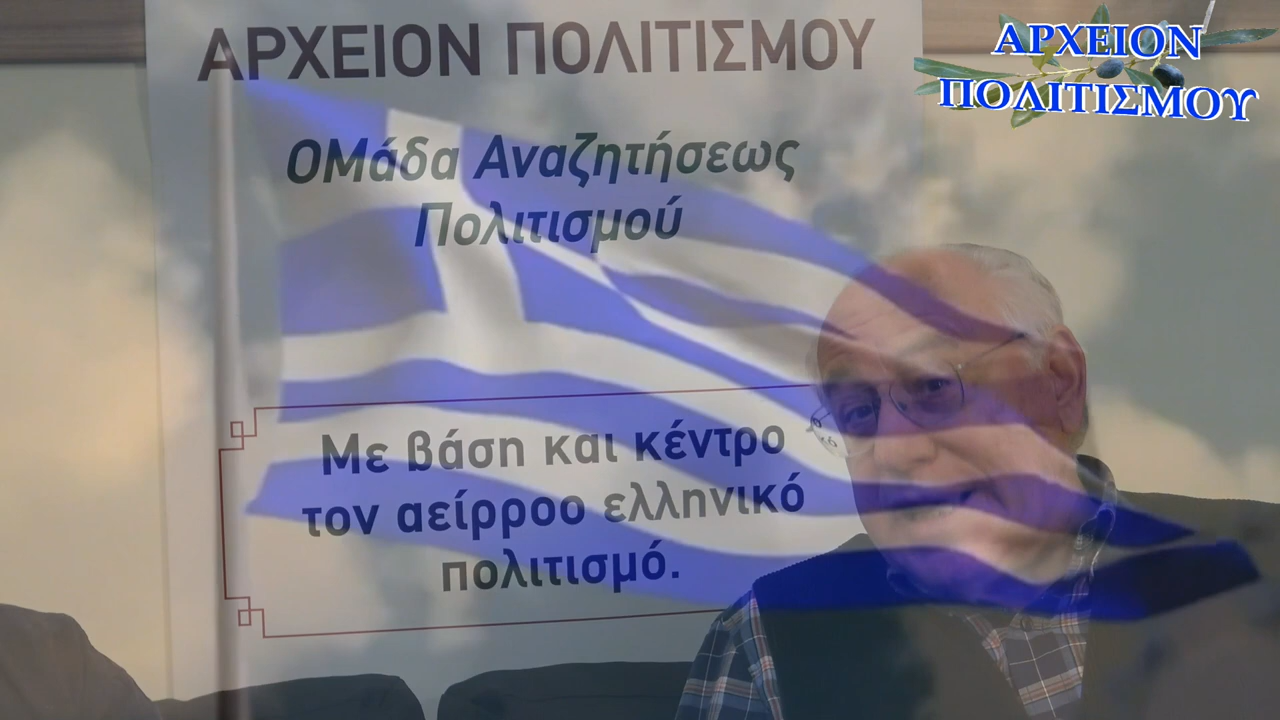 ΑΡΧΕΙΟΝ ΠΟΛΙΤΙΣΜΟΥ
ΟΜάδα Αναζητήσεως
Πολιτισμού
Με βάση και κέντρο
τον αείρροο ελληνικό
πολιτισμό.
ΑΡΧΕΙΟΝ
ΠΟΛΙΤΙΣΜΟΥ